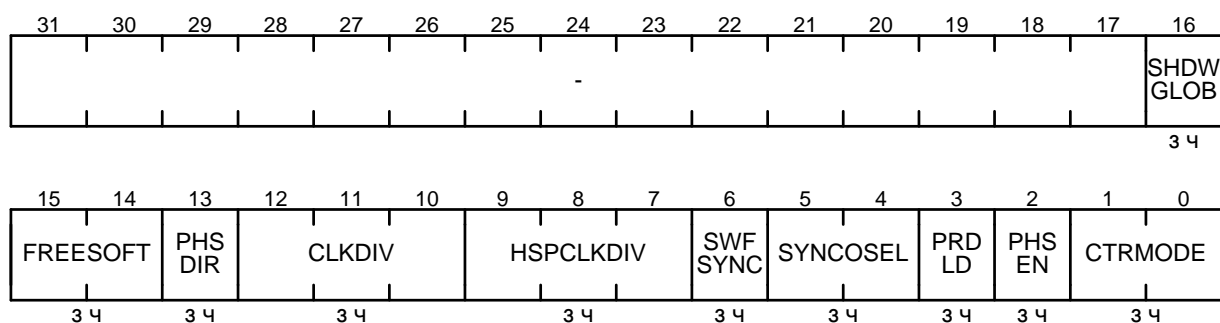 31 30 29 28 27 26 25 24 23 22 21 20 19 18 17 16
- SHDW
GLOB
з ч
15 14 13 12 11 10 9 8 7 6 5 4 3 2 1 0
FREESOFT PHS DIR CLKDIV HSPCLKDIV SWF SYNC SYNCOSEL PRD LD PHS EN CTRMODE
з ч з ч з ч з ч з ч з ч з ч з ч з ч